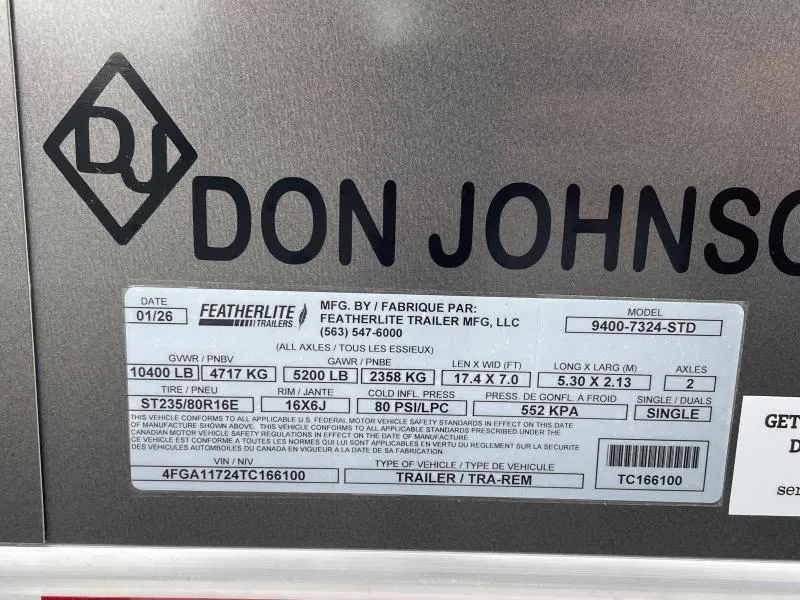 DJ
DON JOHNSO
DATE
01/26
FEATHERLITE
TRAILERS
MFG. BY / FABRIQUE PAR:
FEATHERLITE TRAILER MFG, LLC
(563) 547-6000
MODEL
9400-7324-STD
(ALL AXLES / TOUS LES ESSIEUX)
GVWR / PNBV GAWR / PNBE LEN X WID (FT) LONG X LARG (M) AXLES
10400 LB 4717 KG 5200 LB 2358 KG 17.4 X 7.0 5.30 X 2.13 2
TIRE / PNEU RIM / JANTE COLD INFL. PRESS PRESS. DE GONFL. A FROID SINGLE / DUALS
ST235/80R16E 16X6J 80 PSI/LPC 552 KPA SINGLE
THIS VEHICLE CONFORMS TO ALL APPLICABLE U.S. FEDERAL MOTOR VEHICLE SAFETY STANDARDS IN EFFECT ON THIS DATE
OF MANUFACTURE. THIS VEHICLE CONFORMS TO ALL APPLICABLE STANDARDS PRESCRIBED UNDER THE
CANADIAN MOTOR VEHICLE SAFETY REGULATIONS IN EFFECT ON THE DATE OF MANUFACTURE.
CE VEHICULE CONFORME A TOUTES LES NORMES QUI LUI SONT APPLICABLES EN VERTU DU REGLEMENT SUR LA SECURITE
DES VEHICULES AUTOMOBILES DU CANADA EN VIGUEUR A LA DATE DE SA FABRICATION.
VIN / NIV TYPE OF VEHICLE / TYPE DE VEHICULE
4FGA11724TC166100 TRAILER / TRA-REM TC166100
GET
D
ser